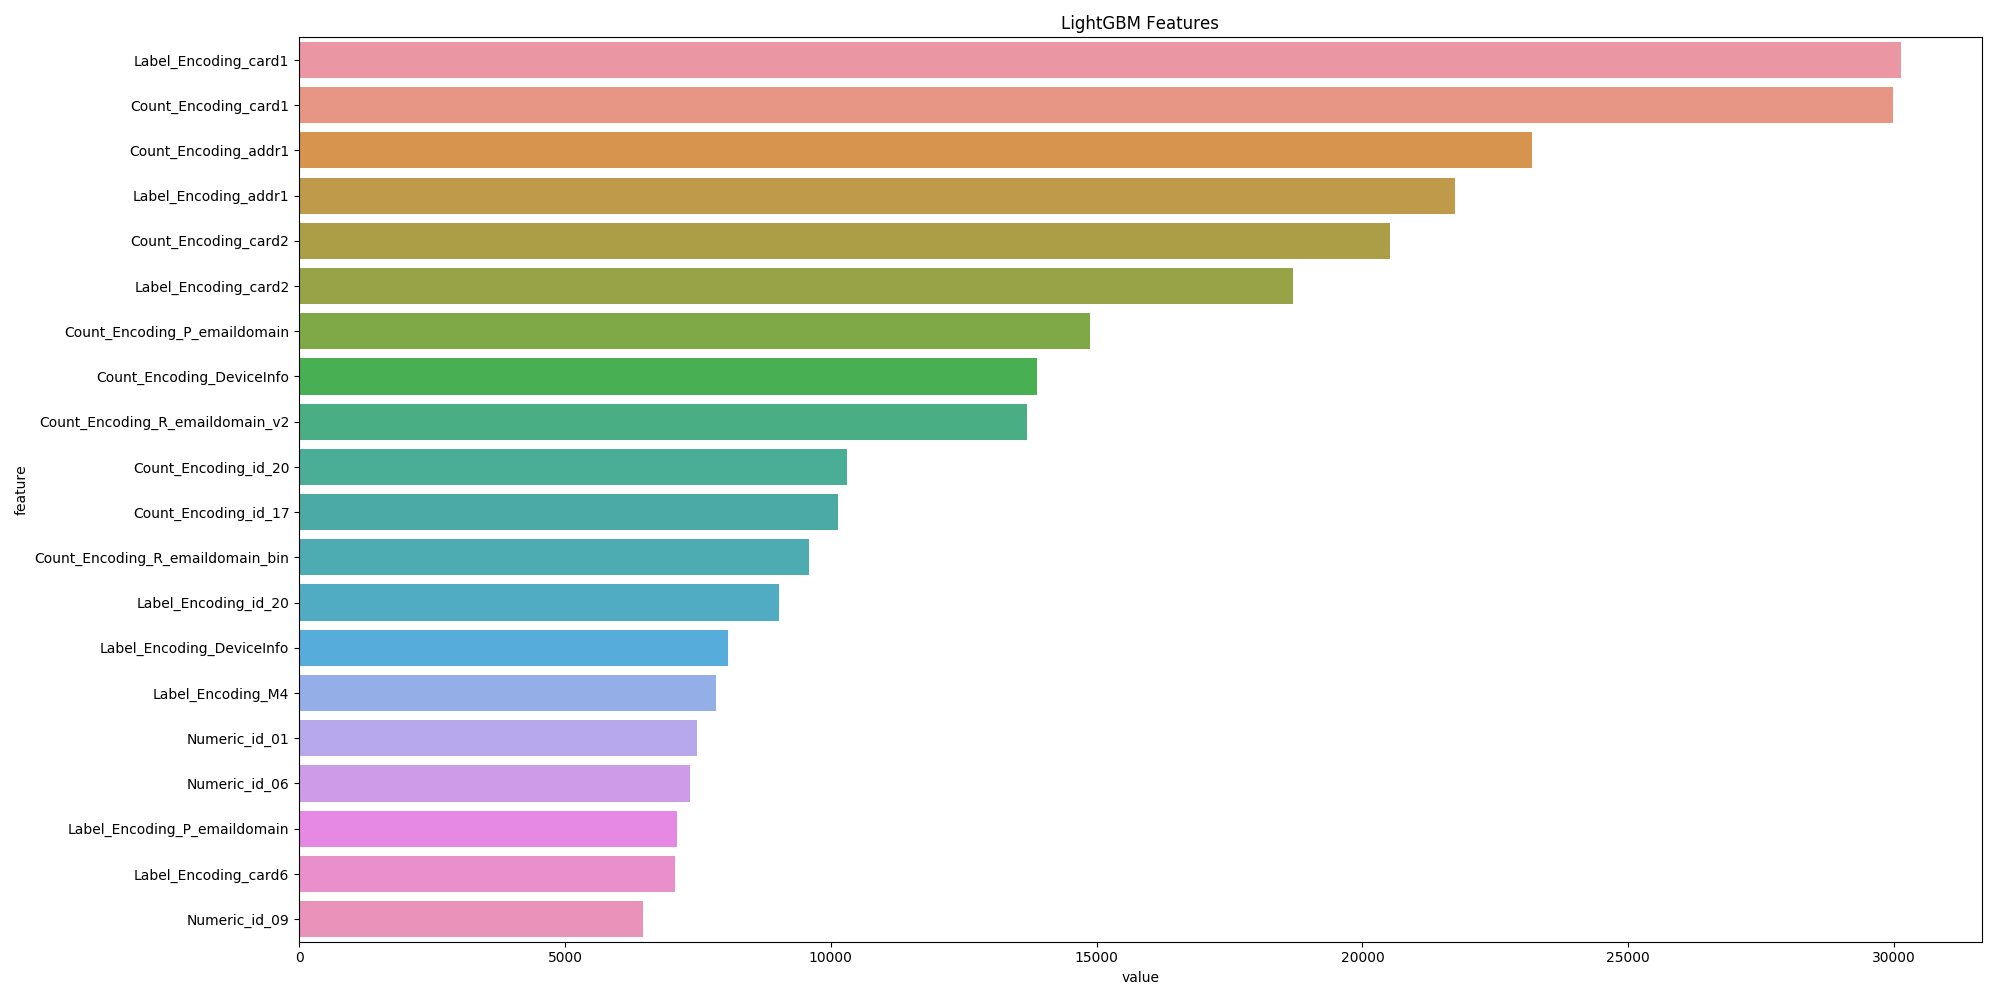 LightGBM Features
Label_Encoding_card1
Count_Encoding_card1
Count_Encoding_addr1
Label_Encoding_addr1
Count_Encoding_card2
Label_Encoding_card2
Count_Encoding_P_emaildomain
Count_Encoding_DeviceInfo
Count_Encoding_R_emaildomain_v2
Count_Encoding_id_20
Count_Encoding_id_17
Count_Encoding_R_emaildomain_bin
Label_Encoding_id_20
Label_Encoding_DeviceInfo
Label_Encoding_M4
Numeric_id_01
Numeric_id_06
Label_Encoding_P_emaildomain
Label_Encoding_card6
Numeric_id_09
feature
0 5000 10000 15000 20000 25000 30000
value